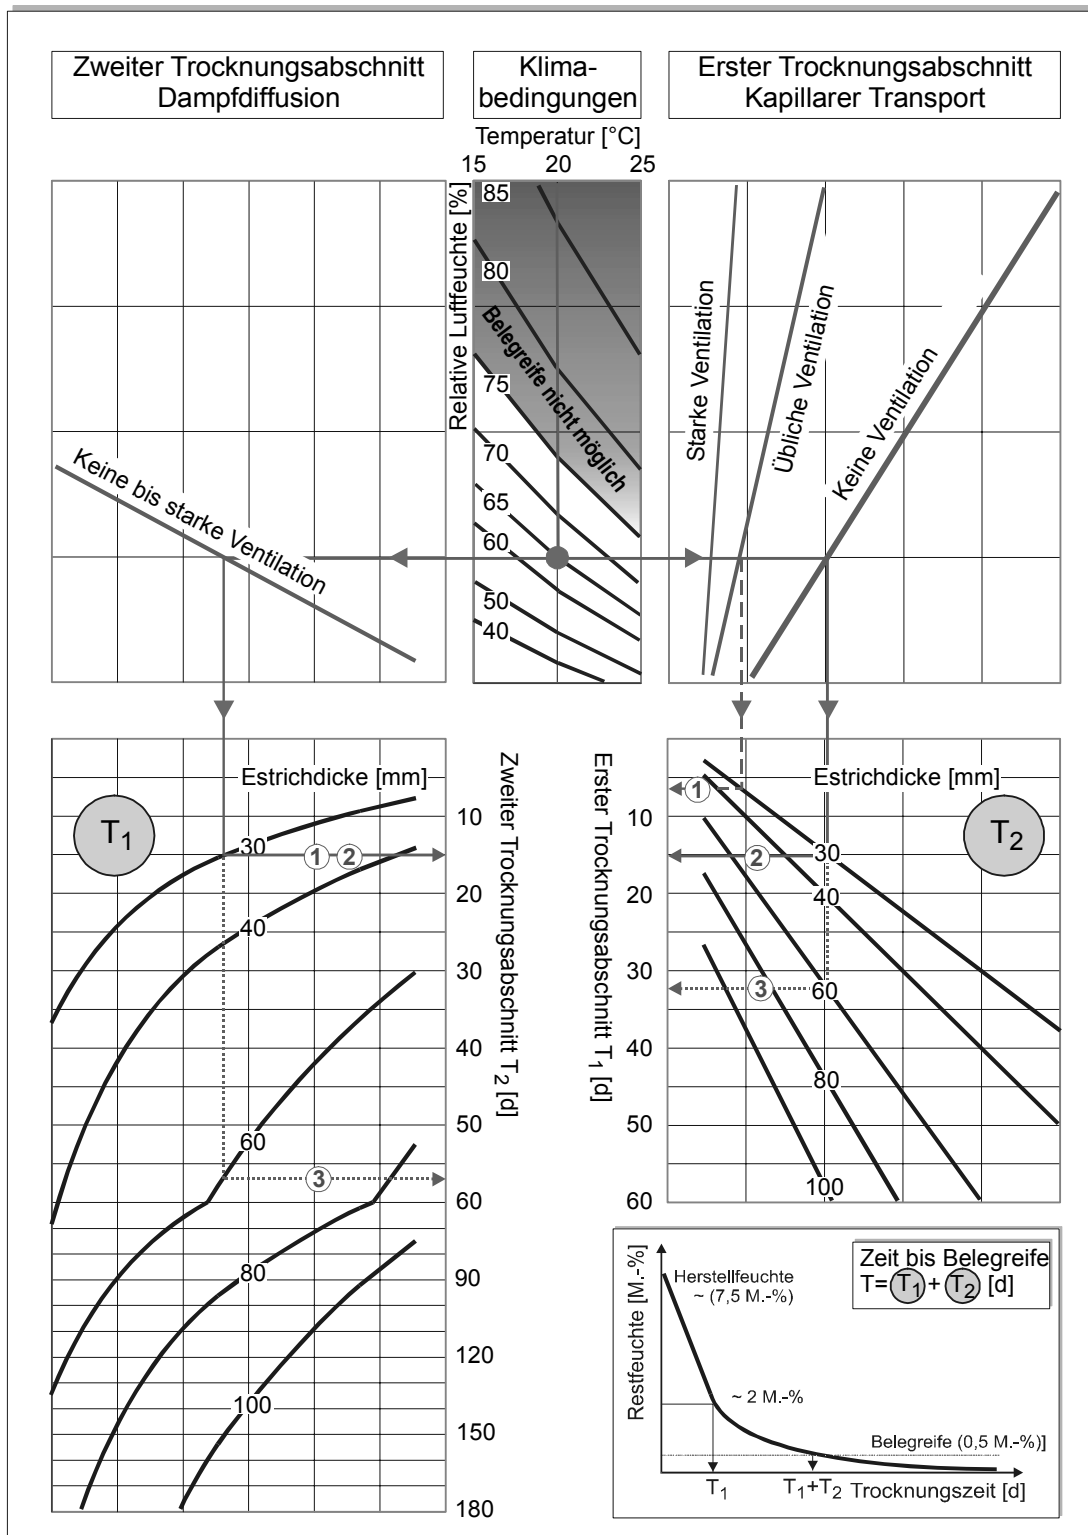 Zweiter Trocknungsabschnitt
Dampfdiffusion
Klima-
bedingungen
Erster Trocknungsabschnitt
Kapillarer Transport
Temperatur [°C]
15 20 25
Relative Luftfeuchte [%]
85
80
75
70
65
60
50
40
Belegreife nicht möglich
Keine bis starke Ventilation
Starke Ventilation
Übliche Ventilation
Keine Ventilation
Estrichdicke [mm]
T1
30
40
60
80
100
1 2
3
10
20
30
40
50
60
90
120
150
180
Zweiter Trocknungsabschnitt T2 [d]
Erster Trocknungsabschnitt T1 [d]
10
20
30
40
50
60
Estrichdicke [mm]
T2
1
2
3
30
40
60
80
100
Zeit bis Belegreife
T= T1 + T2 [d]
Restfeuchte [M.-%]
Herstellfeuchte
~ (7,5 M.-%)
~ 2 M.-%
Belegreife (0,5 M.-%)]
T1
T1+T2
Trocknungszeit [d]